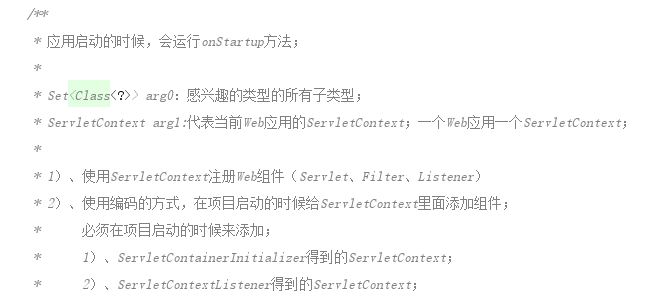 /**
* 应用启动的时候，会运行onStartup方法；
*
* Set<Class<?>> arg0：感兴趣的类型的所有子类型；
* ServletContext arg1:代表当前Web应用的ServletContext；一个Web应用一个ServletContext；
*
* 1）、使用ServletContext注册Web组件（Servlet、Filter、Listener）
* 2）、使用编码的方式，在项目启动的时候给ServletContext里面添加组件；
* 必须在项目启动的时候来添加；
* 1）、ServletContainerInitializer得到的ServletContext；
* 2）、ServletContextListener得到的ServletContext；